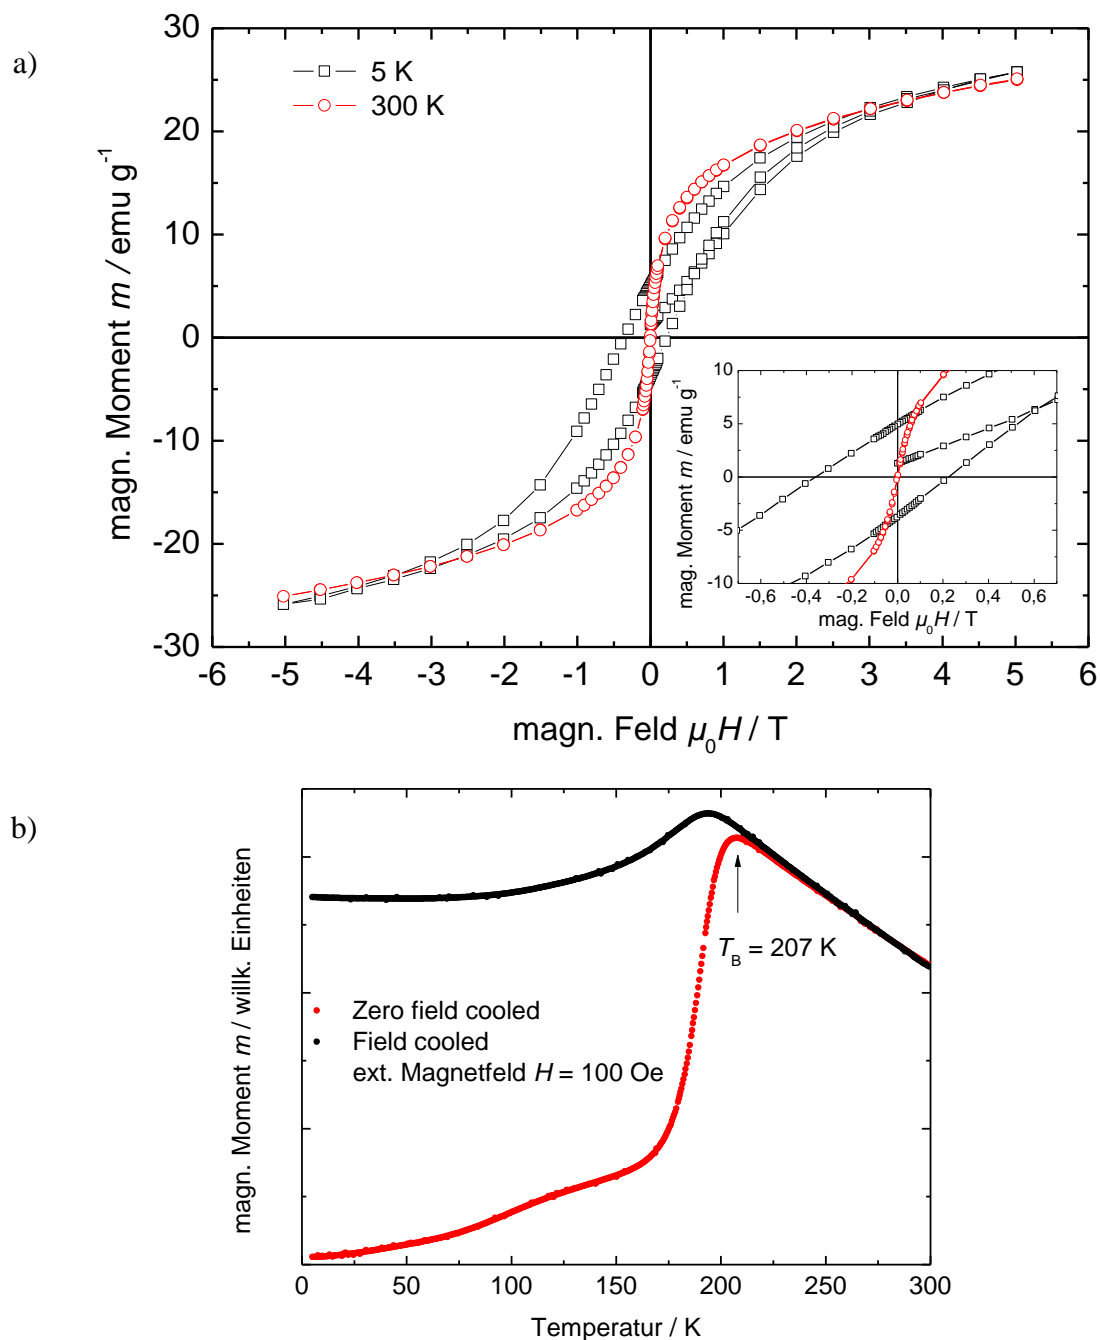 a)
magn. Moment m / emu g⁻¹
30
20
10
0
-10
-20
-30
5 K
300 K
-6 -5 -4 -3 -2 -1 0 1 2 3 4 5 6
magn. Feld μ₀H / T
mag. Moment m / emu g⁻¹
10
5
0
-5
-10
-0,6 -0,4 -0,2 0,0 0,2 0,4 0,6
mag. Feld μ₀H / T
b)
magn. Moment m / willk. Einheiten
T_B = 207 K
Zero field cooled
Field cooled
ext. Magnetfeld H = 100 Oe
0 50 100 150 200 250 300
Temperatur / K